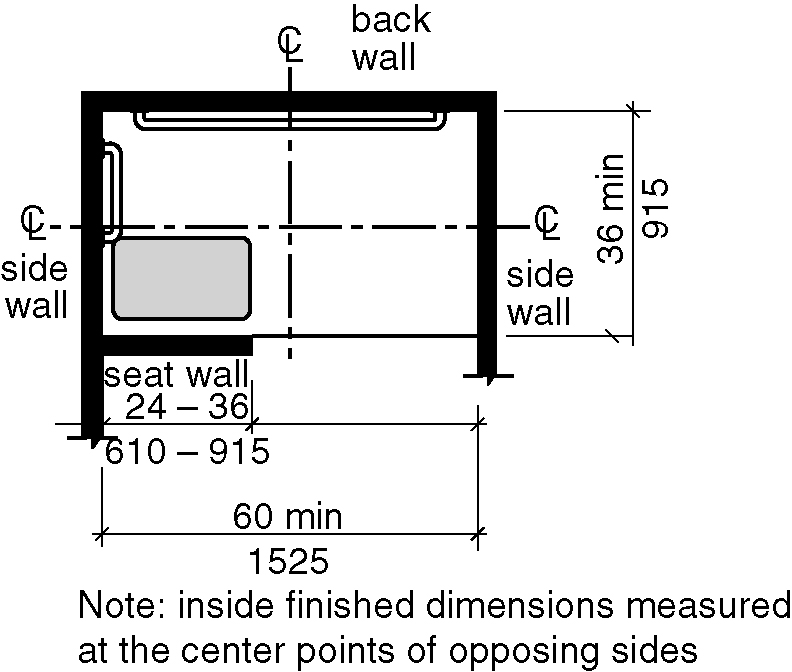 ℄
back
wall
℄
℄
side
wall
side
wall
36 min
915
seat wall
24 – 36
610 – 915
60 min
1525
Note: inside finished dimensions measured
at the center points of opposing sides